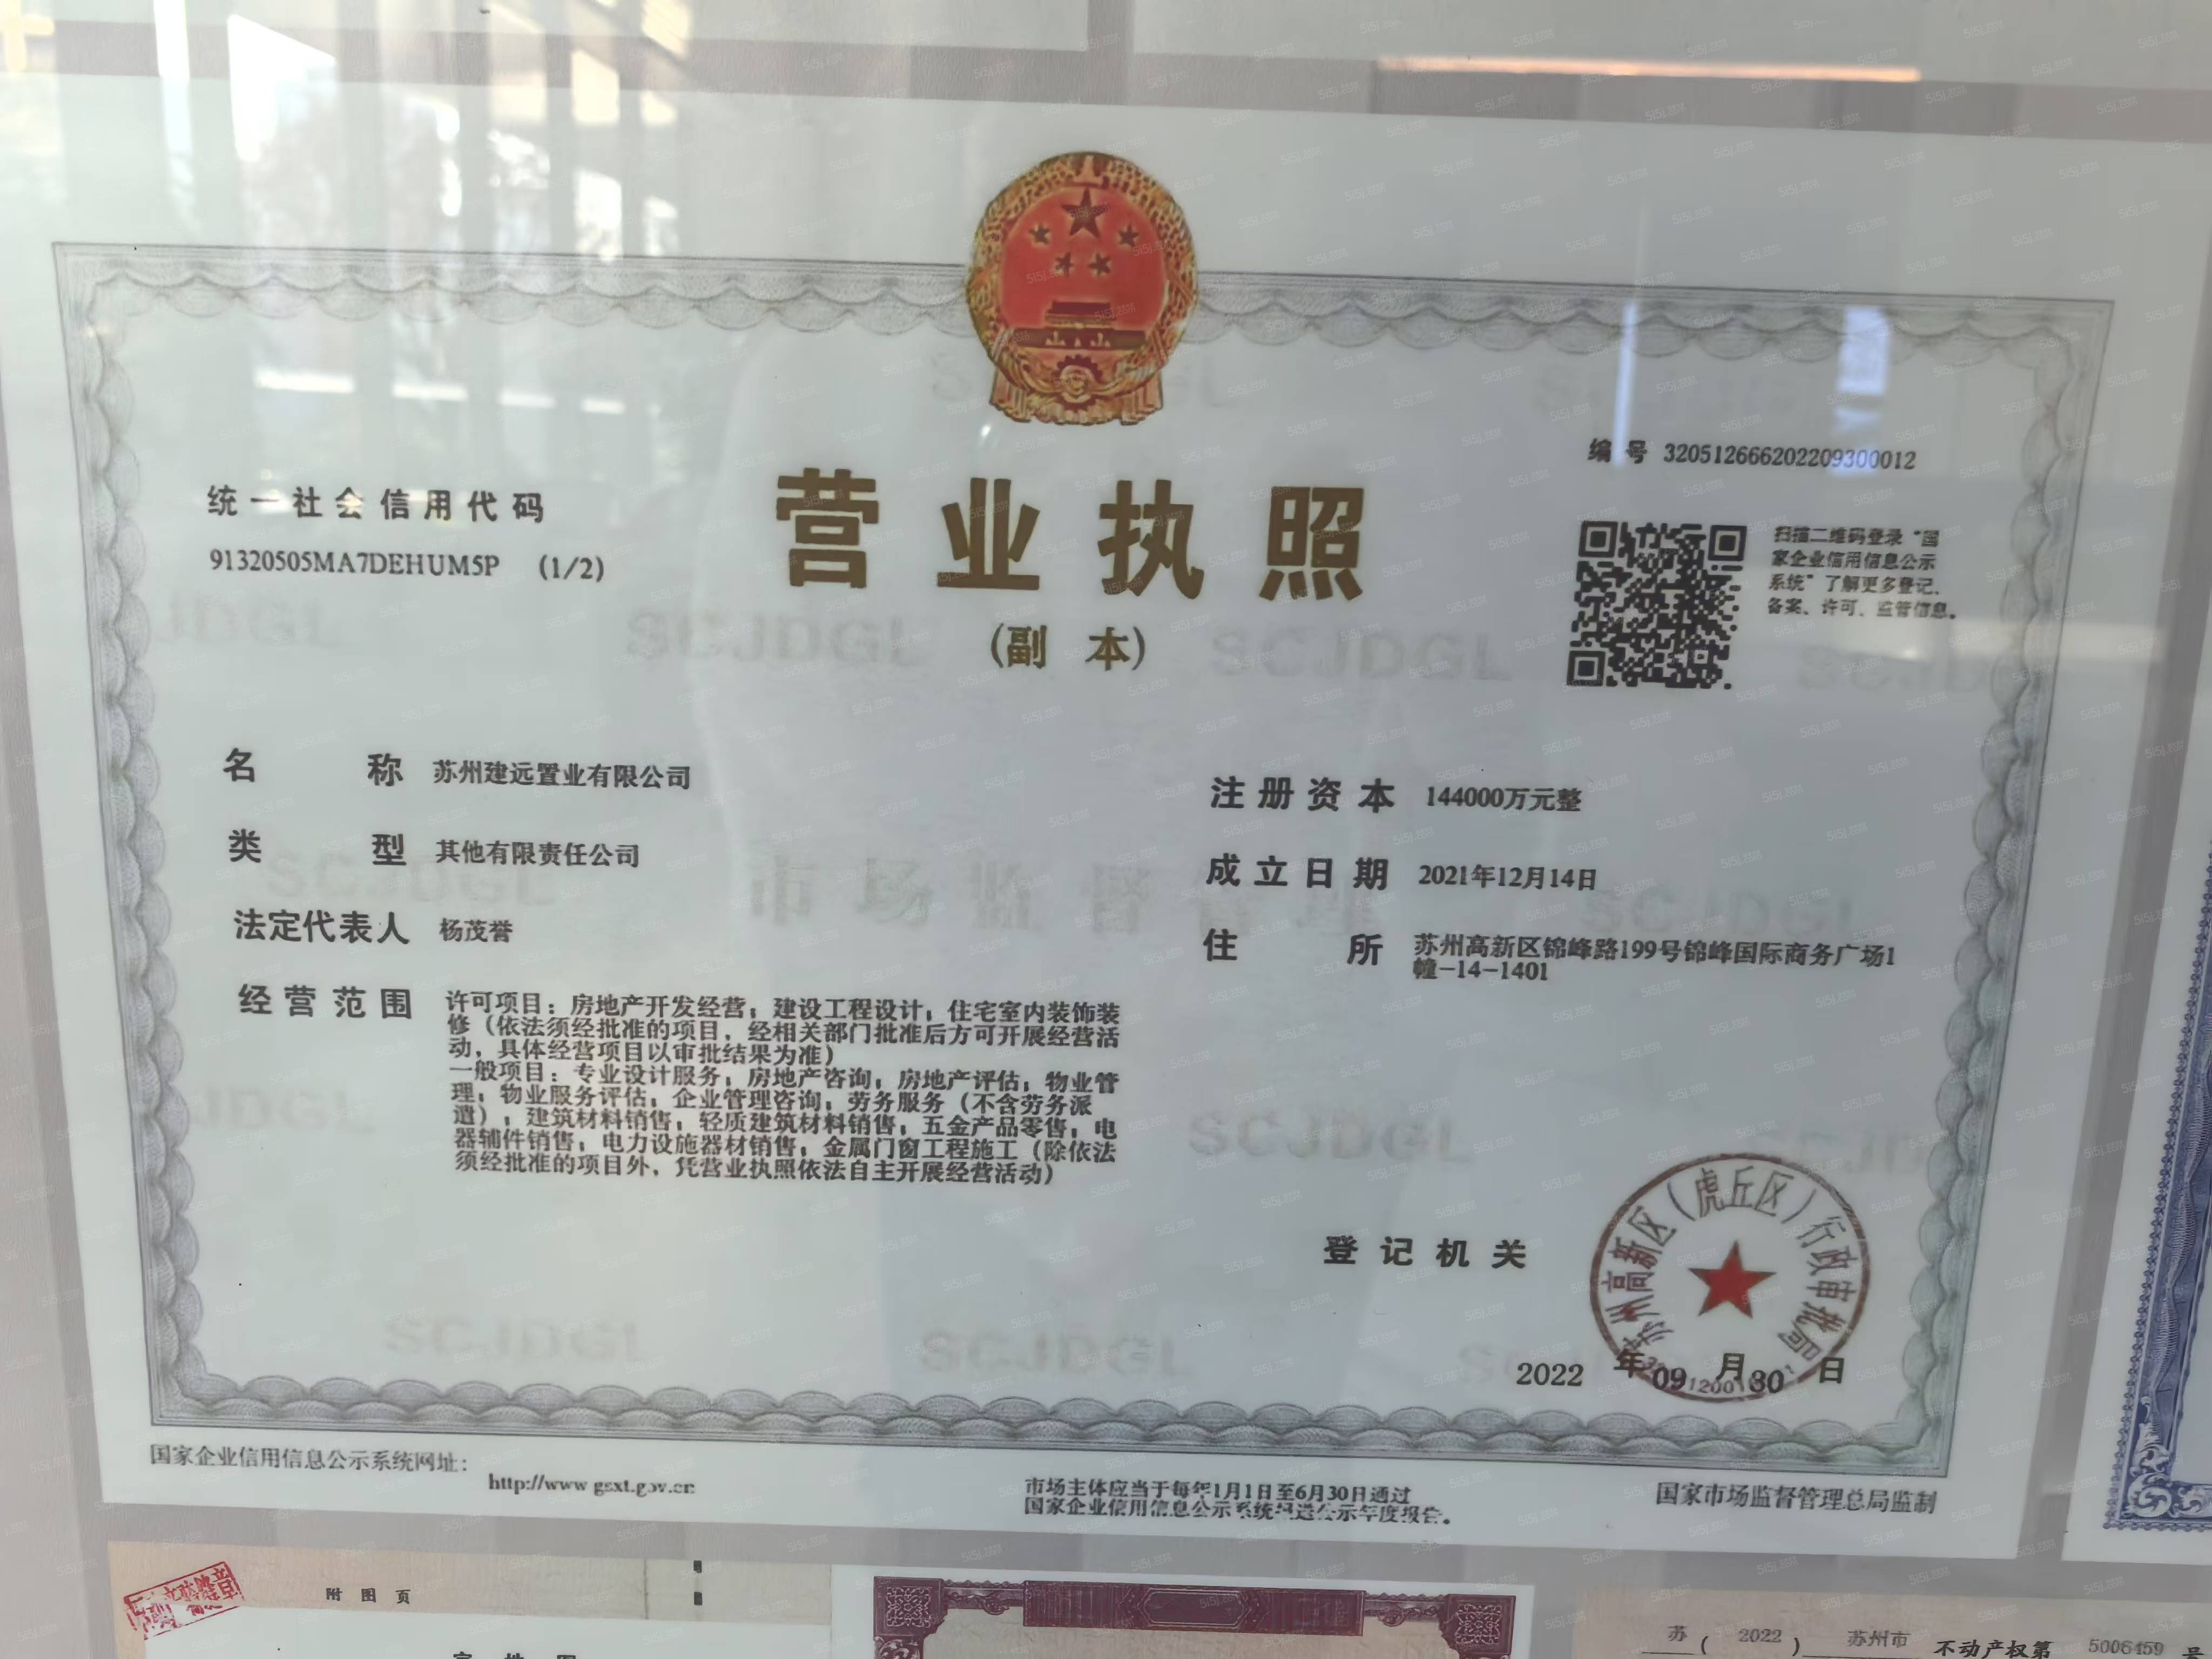 编号 320512666202209300012
统一社会信用代码
91320505MA7DEHUM5P (1/2)
营业执照
(副 本)
扫描二维码登录“国
家企业信用信息公示
系统”了解更多登记、
备案、许可、监管信息。
名称 苏州建远置业有限公司
类型 其他有限责任公司
法定代表人 杨茂誉
经营范围 许可项目：房地产开发经营；建设工程设计；住宅室内装饰装
修（依法须经批准的项目，经相关部门批准后方可开展经营活
动，具体经营项目以审批结果为准）
一般项目：专业设计服务；房地产咨询；房地产评估；物业管
理；物业服务评估；企业管理咨询；劳务服务（不含劳务派
遣）；建筑材料销售；轻质建筑材料销售；五金产品零售；电
器辅件销售；电力设施器材销售；金属门窗工程施工（除依法
须经批准的项目外，凭营业执照依法自主开展经营活动）
注册资本 144000万元整
成立日期 2021年12月14日
住所 苏州高新区锦峰路199号锦峰国际商务广场1
幢-14-1401
市场监督管理
SCJDGL
登记机关
苏州高新区（虎丘区）行政审批局
2022 年 09 月 30 日
国家企业信用信息公示系统网址：
http://www.gsxt.gov.cn
市场主体应当于每年1月1日至6月30日通过
国家企业信用信息公示系统报送公示年度报告。
国家市场监督管理总局监制
附图页
苏 ( 2022 ) 苏州市 不动产权第 5006459 号